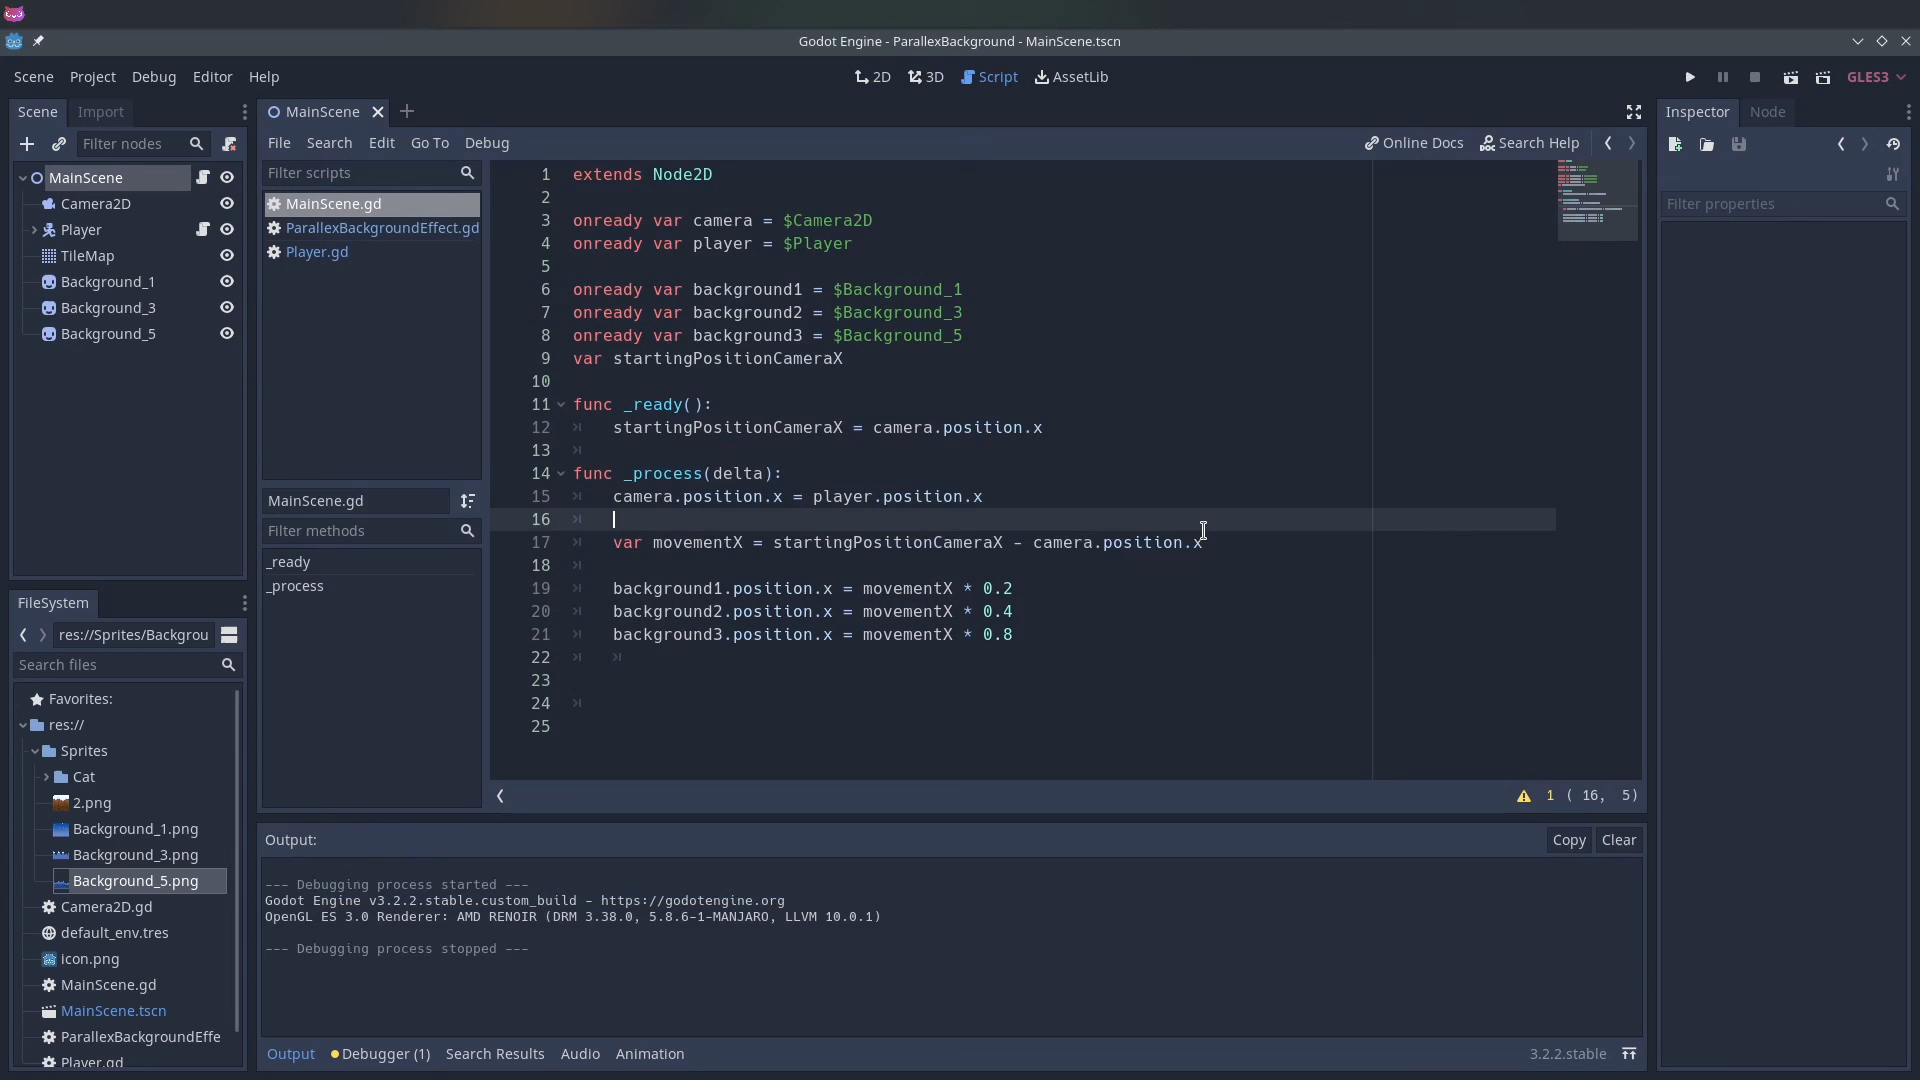 Godot Engine - ParallexBackground - MainScene.tscn
Scene Project Debug Editor Help
2D 3D Script AssetLib
GLES3
Scene Import
Filter nodes
MainScene
Camera2D
Player
TileMap
Background_1
Background_3
Background_5
FileSystem
res://Sprites/Backgrou
Search files
Favorites:
res://
Sprites
Cat
2.png
Background_1.png
Background_3.png
Background_5.png
Camera2D.gd
default_env.tres
icon.png
MainScene.gd
MainScene.tscn
ParallexBackgroundEffe
Player.gd
MainScene
File Search Edit Go To Debug
Online Docs Search Help
Filter scripts
MainScene.gd
ParallexBackgroundEffect.gd
Player.gd
MainScene.gd
Filter methods
_ready
_process
1 extends Node2D
2
3 onready var camera = $Camera2D
4 onready var player = $Player
5
6 onready var background1 = $Background_1
7 onready var background2 = $Background_3
8 onready var background3 = $Background_5
9 var startingPositionCameraX
10
11 func _ready():
12 startingPositionCameraX = camera.position.x
13
14 func _process(delta):
15 camera.position.x = player.position.x
16
17 var movementX = startingPositionCameraX - camera.position.x
18
19 background1.position.x = movementX * 0.2
20 background2.position.x = movementX * 0.4
21 background3.position.x = movementX * 0.8
22
23
24
25
1 ( 16, 5)
Output: Copy Clear
--- Debugging process started ---
Godot Engine v3.2.2.stable.custom_build - https://godotengine.org
OpenGL ES 3.0 Renderer: AMD RENOIR (DRM 3.38.0, 5.8.6-1-MANJARO, LLVM 10.0.1)
--- Debugging process stopped ---
Output Debugger (1) Search Results Audio Animation
3.2.2.stable
Inspector Node
Filter properties